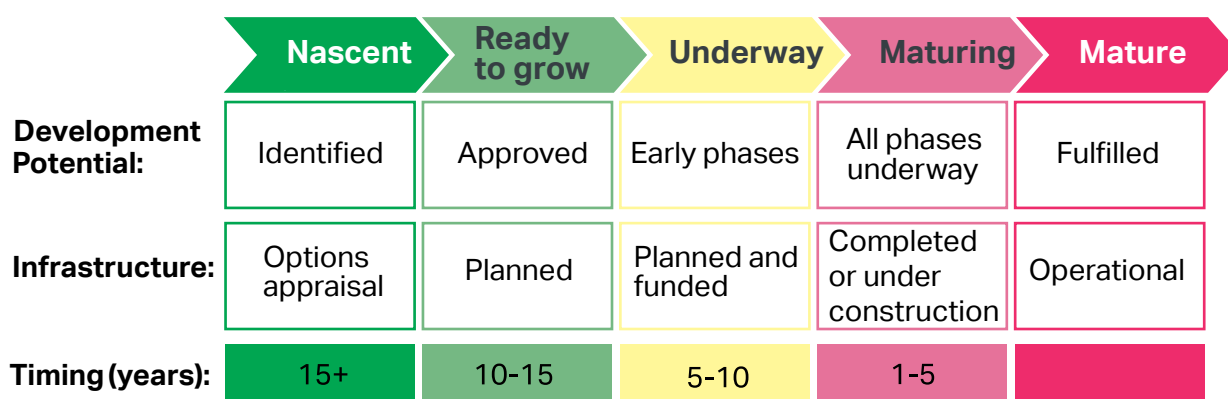 Nascent
Ready
to grow
Underway
Maturing
Mature
Development
Potential:
Identified
Approved
Early phases
All phases
underway
Fulfilled
Infrastructure:
Options
appraisal
Planned
Planned and
funded
Completed
or under
construction
Operational
Timing (years):
15+
10-15
5-10
1-5